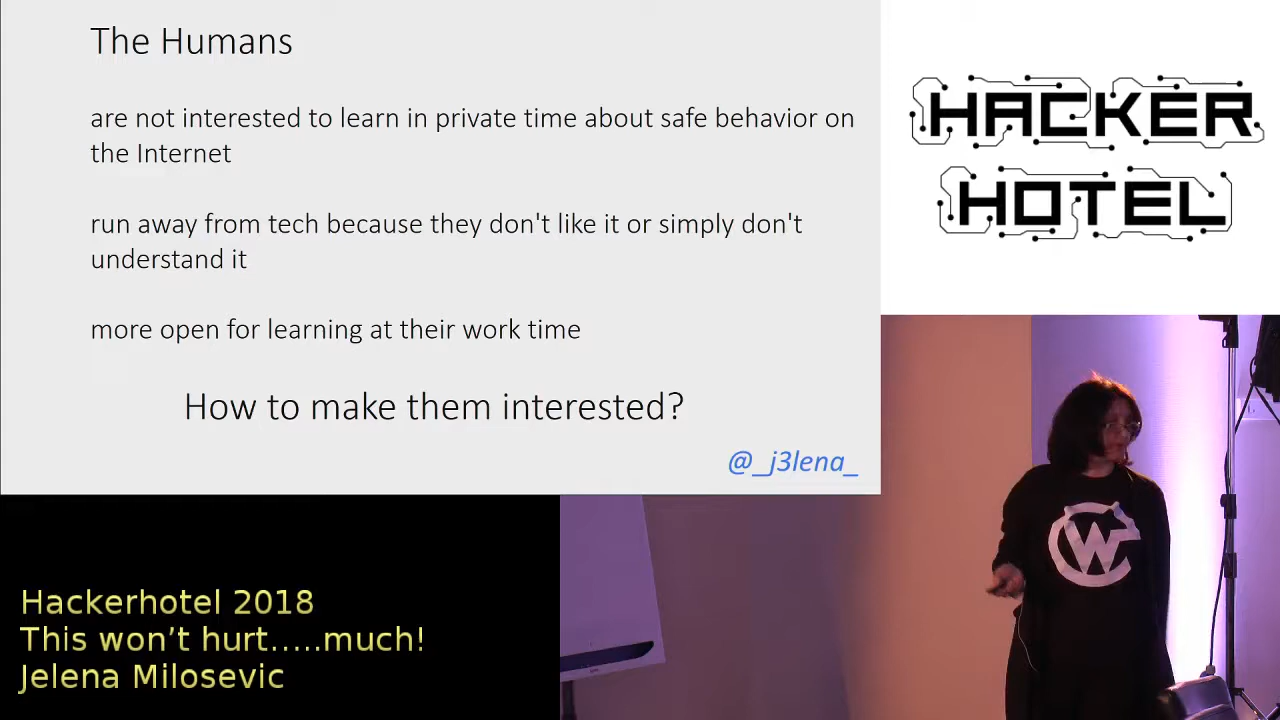 The Humans
are not interested to learn in private time about safe behavior on
the Internet
run away from tech because they don't like it or simply don't
understand it
more open for learning at their work time
How to make them interested?
@_j3lena_
HACKER
HOTEL
W
Hackerhotel 2018
This won’t hurt…..much!
Jelena Milosevic